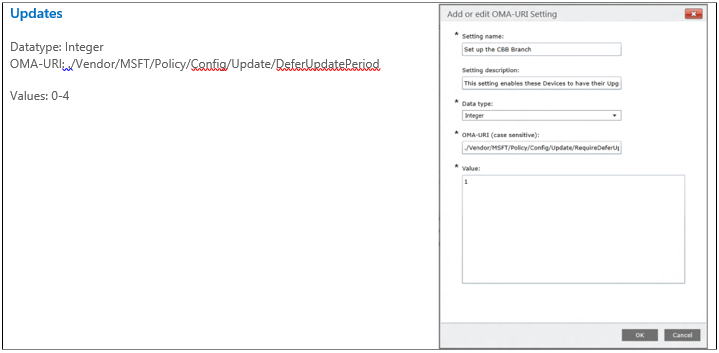 Updates
Datatype: Integer
OMA-URI: ./Vendor/MSFT/Policy/Config/Update/DeferUpdatePeriod
Values: 0-4
Add or edit OMA-URI Setting
* Setting name:
Set up the CBB Branch
Setting description:
This setting enables these Devices to have their Upg
* Data type:
Integer
* OMA-URI (case sensitive):
./Vendor/MSFT/Policy/Config/Update/RequireDeferUp
* Value:
1
OK Cancel